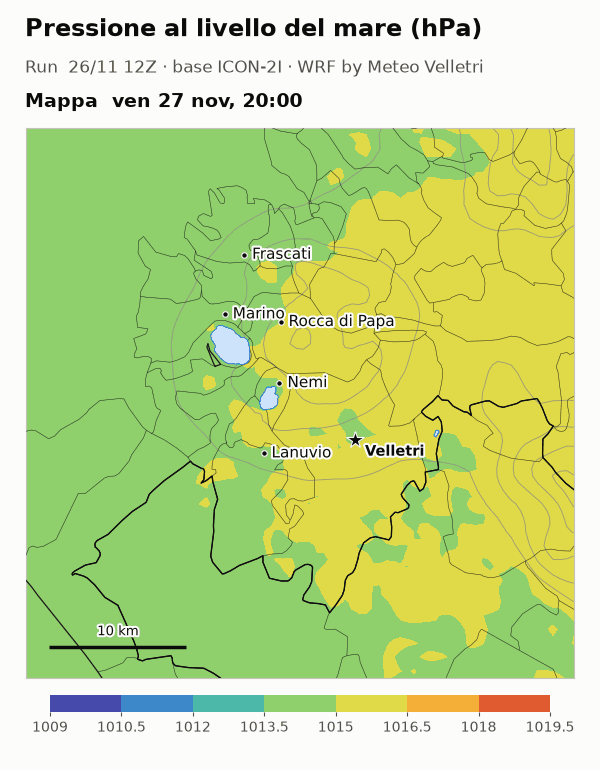 Pressione al livello del mare (hPa)
Run  26/11 12Z · base ICON-2I · WRF by Meteo Velletri
Mappa  ven 27 nov, 20:00
Frascati
Marino
Rocca di Papa
Nemi
Velletri
Lanuvio
10 km
1009 1010.5 1012 1013.5 1015 1016.5 1018 1019.5